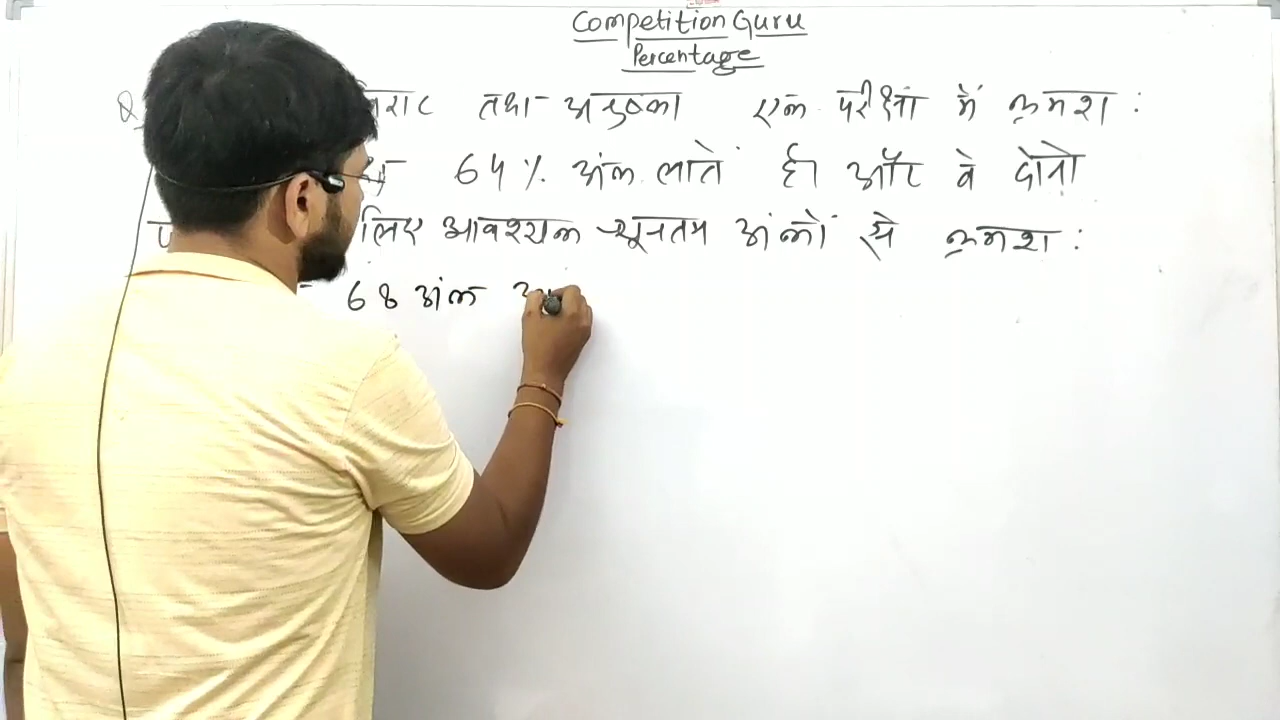 Competition Guru
Percentage
तथा अनुष्का एक परीक्षा में क्रमश:
64% अंक लाते हैं। और वे दोनो
लिए आवश्यक न्यूनतम अंकों से क्रमश:
68 अंक